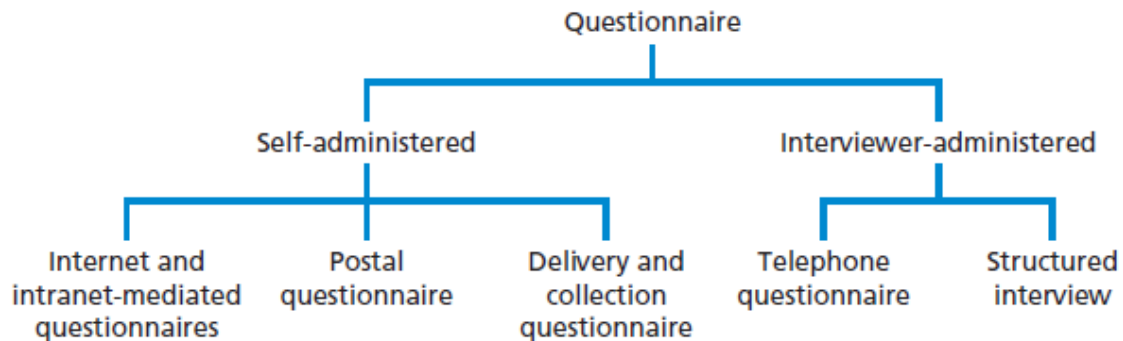 Questionnaire
Self-administered
Interviewer-administered
Internet and
intranet-mediated
questionnaires
Postal
questionnaire
Delivery and
collection
questionnaire
Telephone
questionnaire
Structured
interview